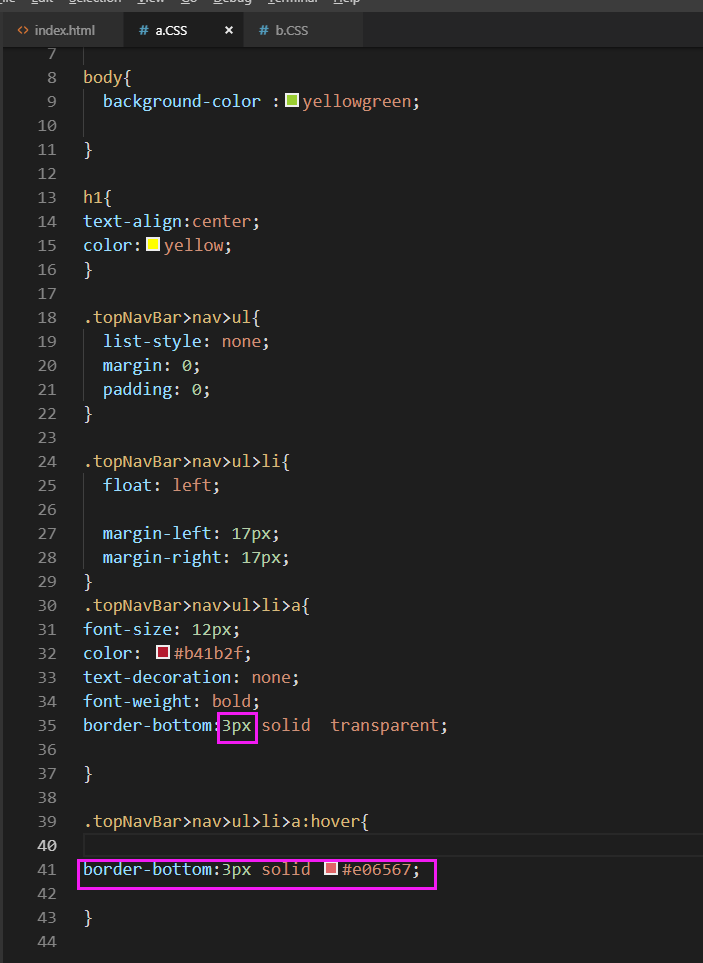 File Edit Selection View Go Debug Terminal Help
<> index.html # a.CSS × # b.CSS
7
8 body{
9 background-color :yellowgreen;
10
11 }
12
13 h1{
14 text-align:center;
15 color:yellow;
16 }
17
18 .topNavBar>nav>ul{
19 list-style: none;
20 margin: 0;
21 padding: 0;
22 }
23
24 .topNavBar>nav>ul>li{
25 float: left;
26
27 margin-left: 17px;
28 margin-right: 17px;
29 }
30 .topNavBar>nav>ul>li>a{
31 font-size: 12px;
32 color: #b41b2f;
33 text-decoration: none;
34 font-weight: bold;
35 border-bottom:3px solid  transparent;
36
37 }
38
39 .topNavBar>nav>ul>li>a:hover{
40
41 border-bottom:3px solid #e06567;
42
43 }
44